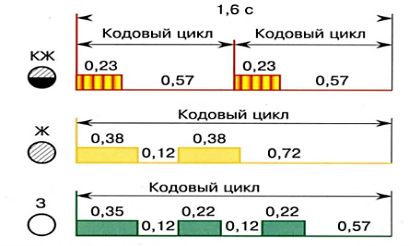 1,6 с
Кодовый цикл Кодовый цикл
КЖ 0,23 0,57 0,23 0,57
Кодовый цикл
Ж 0,38 0,12 0,38 0,72
Кодовый цикл
З 0,35 0,12 0,22 0,12 0,22 0,57